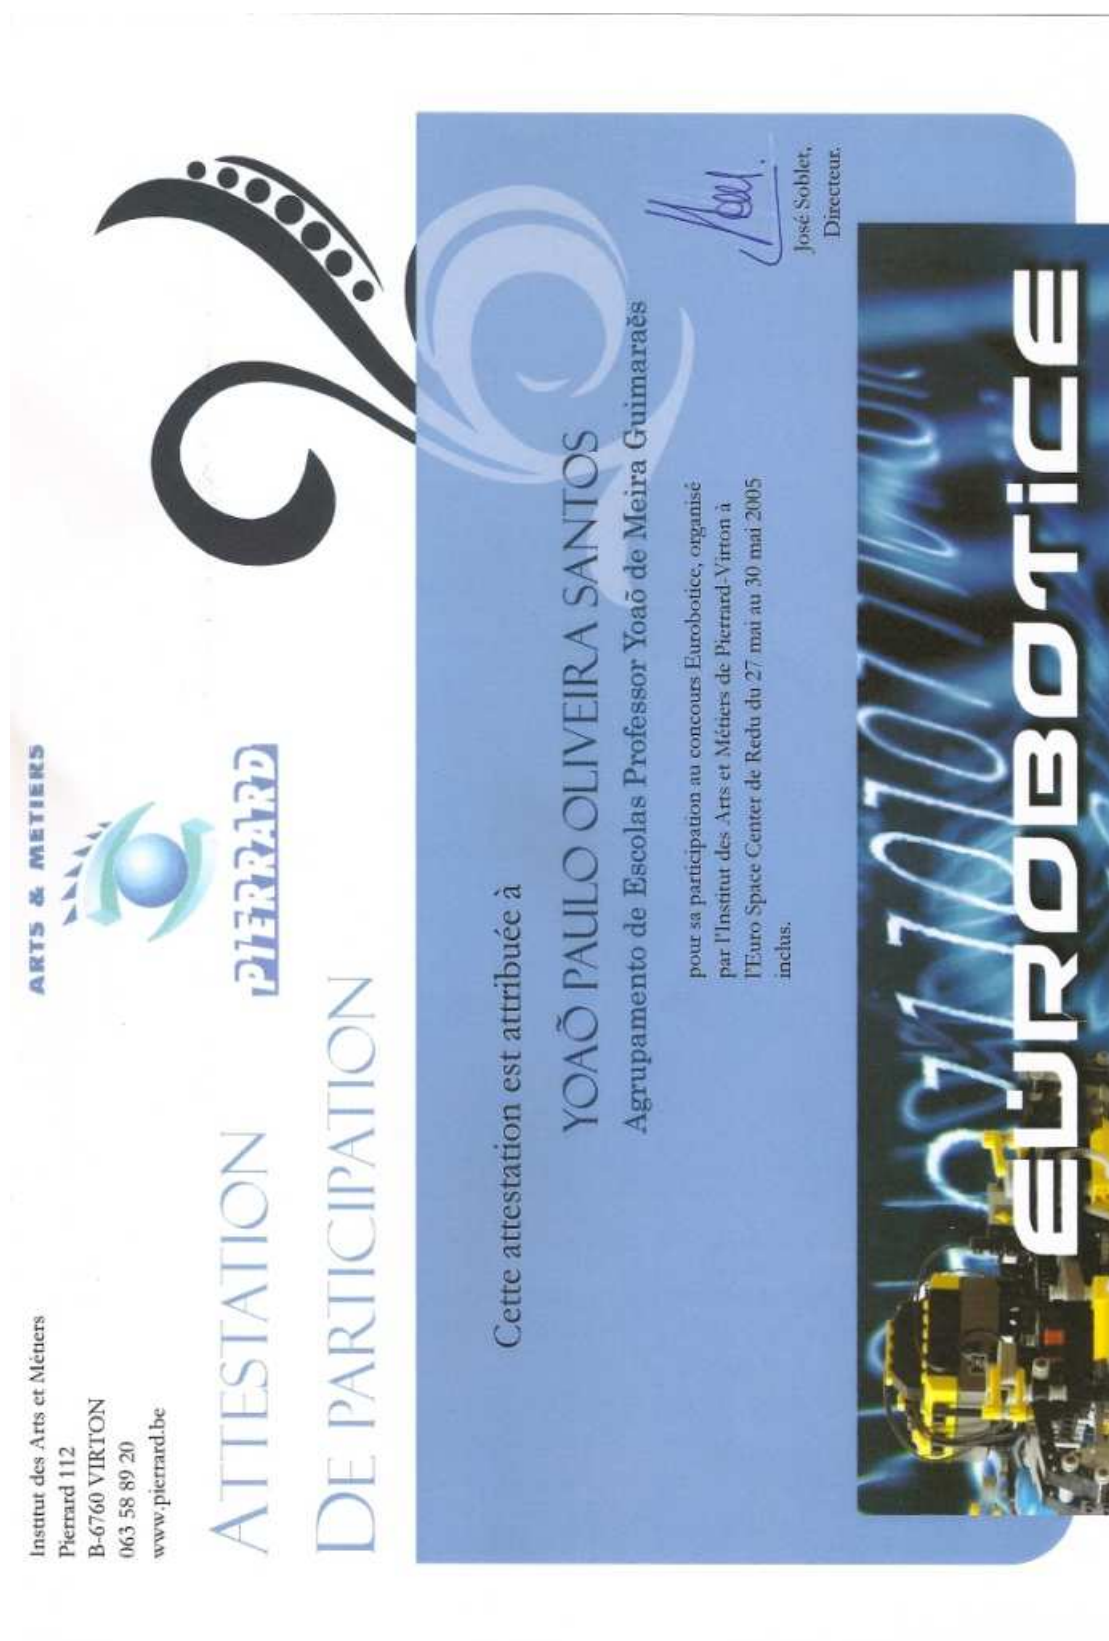 Institut des Arts et Métiers
Pierrard 112
B-6760 VIRTON
063 58 89 20
www.pierrard.be
ARTS & METIERS
PIERRARD
ATTESTATION
DE PARTICIPATION
Cette attestation est attribuée à
YOAÕ PAULO OLIVEIRA SANTOS
Agrupamento de Escolas Professor Yoaõ de Meira Guimaraĕs
pour sa participation au concours Eurobotice, organisé
par l'Institut des Arts et Métiers de Pierrard-Virton à
l'Euro Space Center de Redu du 27 mai au 30 mai 2005
inclus.
José Soblet,
Directeur.
EUROBOTiCE